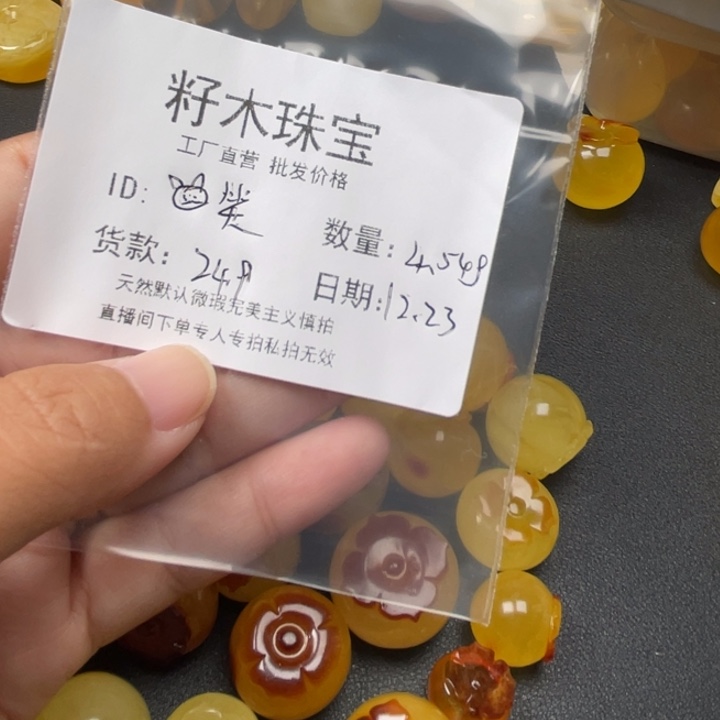 籽木珠宝
工厂直营 批发价格
ID:
数量: 4.54g
货款:
日期: 12.23
天然默认微瑕完美主义慎拍
直播间下单专人专拍私拍无效